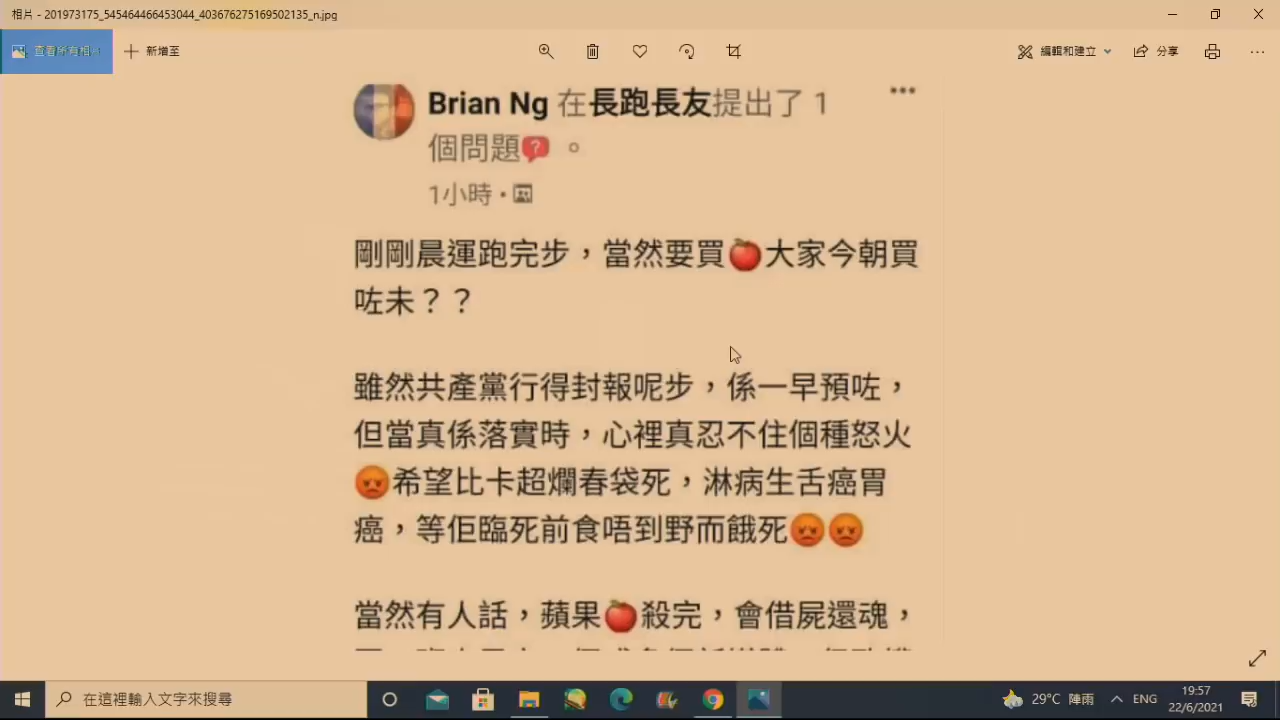 相片 - 201973175_545464466453044_403676275169502135_n.jpg
查看所有相
新增至
編輯和建立
分享
Brian Ng 在長跑長友提出了 1
個問題 。
1小時 ·
剛剛晨運跑完步，當然要買🍎大家今朝買
咗未？？
雖然共產黨行得封報呢步，係一早預咗，
但當真係落實時，心裡真忍不住個種怒火
😡希望比卡超爛春袋死，淋病生舌癌胃
癌，等佢臨死前食唔到野而餓死😡😡
當然有人話，蘋果🍎殺完，會借屍還魂，
在這裡輸入文字來搜尋
29°C 陣雨
ENG
19:57
22/6/2021